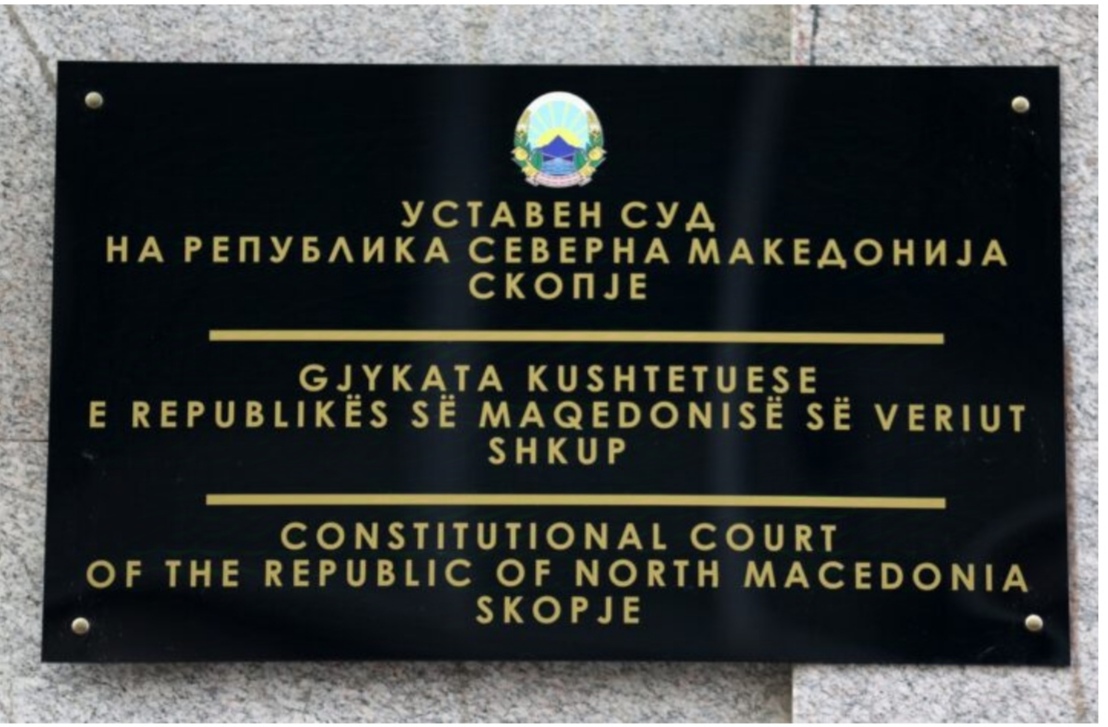 УСТАВЕН СУД
НА РЕПУБЛИКА СЕВЕРНА МАКЕДОНИЈА
СКОПЈЕ
GJYKATA KUSHTETUESE
E REPUBLIKËS SË MAQEDONISË SË VERIUT
SHKUP
CONSTITUTIONAL COURT
OF THE REPUBLIC OF NORTH MACEDONIA
SKOPJE